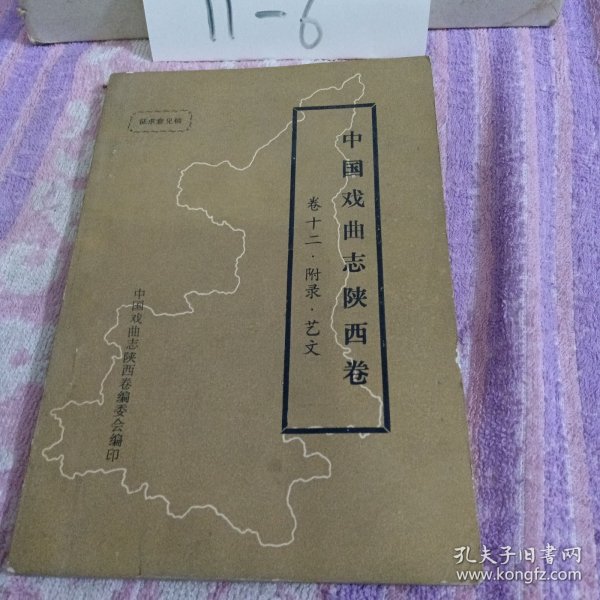 11-6
征求意见稿
中国戏曲志陕西卷
卷十二·附录·艺文
中国戏曲志陕西卷编委会编印
孔夫子旧书网
www.kongfz.com